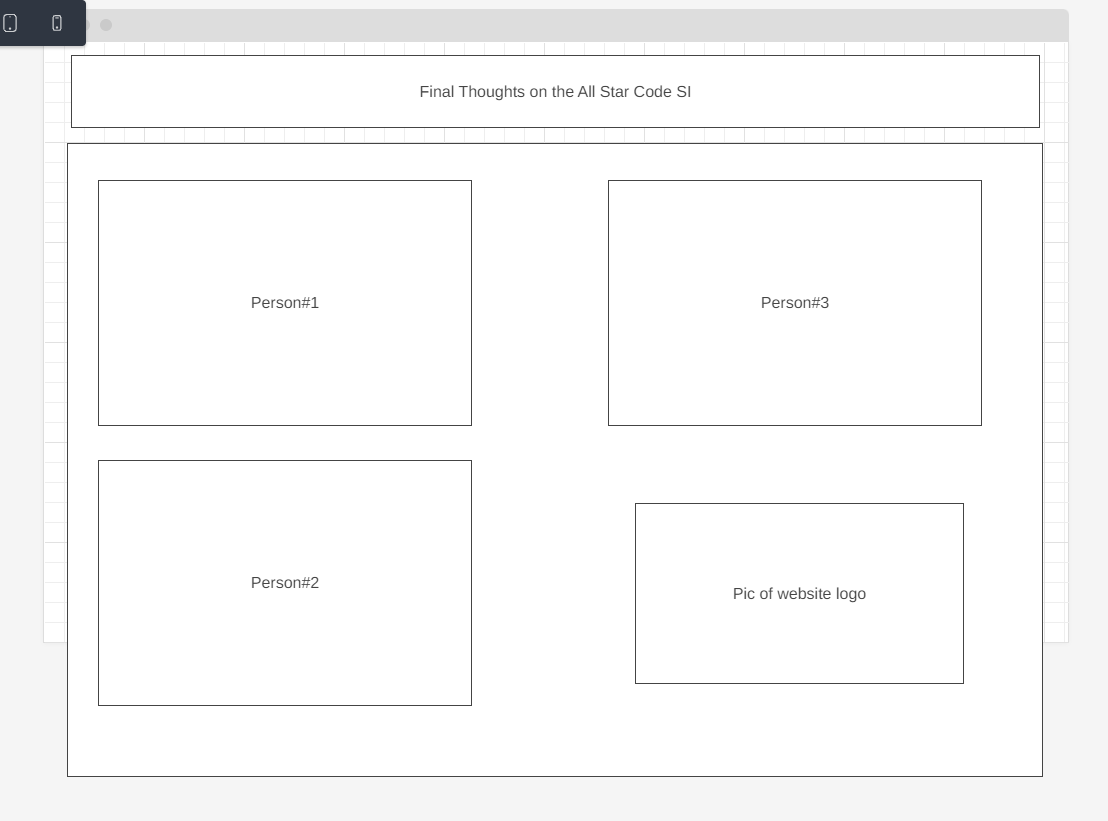 Final Thoughts on the All Star Code SI
Person#1
Person#3
Person#2
Pic of website logo